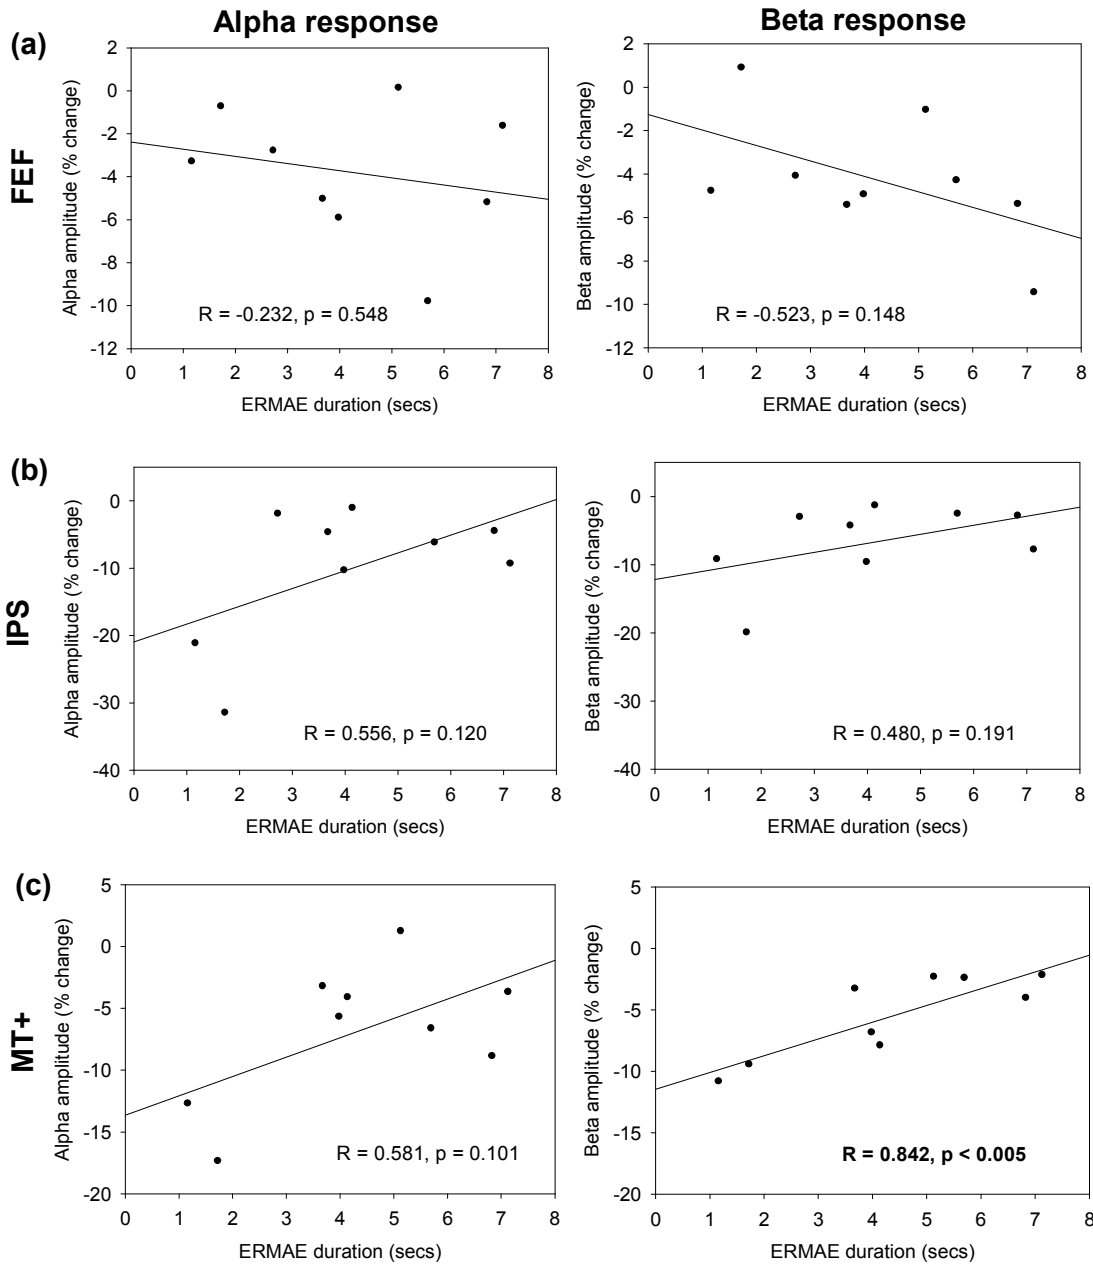 Alpha response
Beta response
(a)
FEF
Alpha amplitude (% change)
2
0
-2
-4
-6
-8
-10
-12
R = -0.232, p = 0.548
0 1 2 3 4 5 6 7 8
ERMAE duration (secs)
Beta amplitude (% change)
2
0
-2
-4
-6
-8
-10
-12
R = -0.523, p = 0.148
0 1 2 3 4 5 6 7 8
ERMAE duration (secs)
(b)
IPS
Alpha amplitude (% change)
0
-10
-20
-30
-40
R = 0.556, p = 0.120
0 1 2 3 4 5 6 7 8
ERMAE duration (secs)
Beta amplitude (% change)
0
-10
-20
-30
-40
R = 0.480, p = 0.191
0 1 2 3 4 5 6 7 8
ERMAE duration (secs)
(c)
MT+
Alpha amplitude (% change)
5
0
-5
-10
-15
-20
R = 0.581, p = 0.101
0 1 2 3 4 5 6 7 8
ERMAE duration (secs)
Beta amplitude (% change)
5
0
-5
-10
-15
-20
R = 0.842, p < 0.005
0 1 2 3 4 5 6 7 8
ERMAE duration (secs)